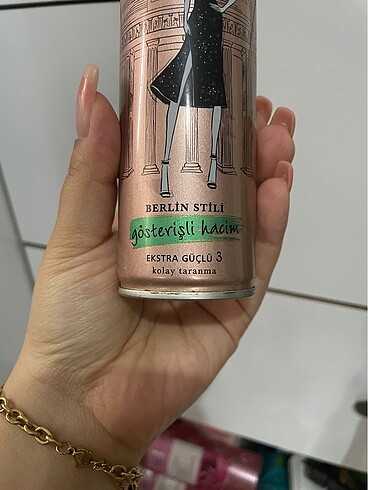 BERLİN STİLİ
gösterişli hacim
EKSTRA GÜÇLÜ 3
kolay taranma